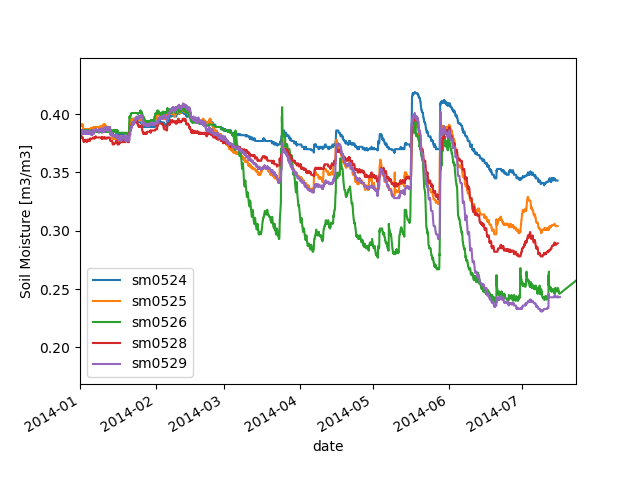 0.40
0.35
0.30
0.25
0.20
Soil Moisture [m3/m3]
sm0524
sm0525
sm0526
sm0528
sm0529
2014-01
2014-02
2014-03
2014-04
2014-05
2014-06
2014-07
date